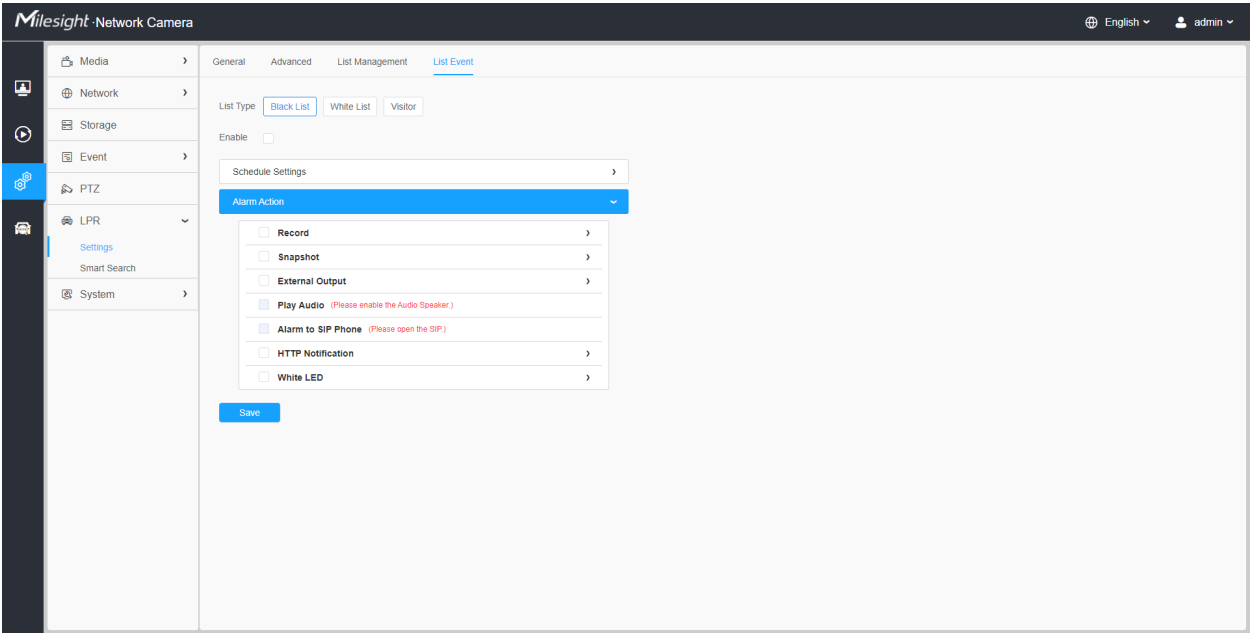 Milesight ·Network Camera
English
admin
Media
Network
Storage
Event
PTZ
LPR
Settings
Smart Search
System
General Advanced List Management List Event
List Type Black List White List Visitor
Enable
Schedule Settings
Alarm Action
Record
Snapshot
External Output
Play Audio (Please enable the Audio Speaker.)
Alarm to SIP Phone (Please open the SIP.)
HTTP Notification
White LED
Save